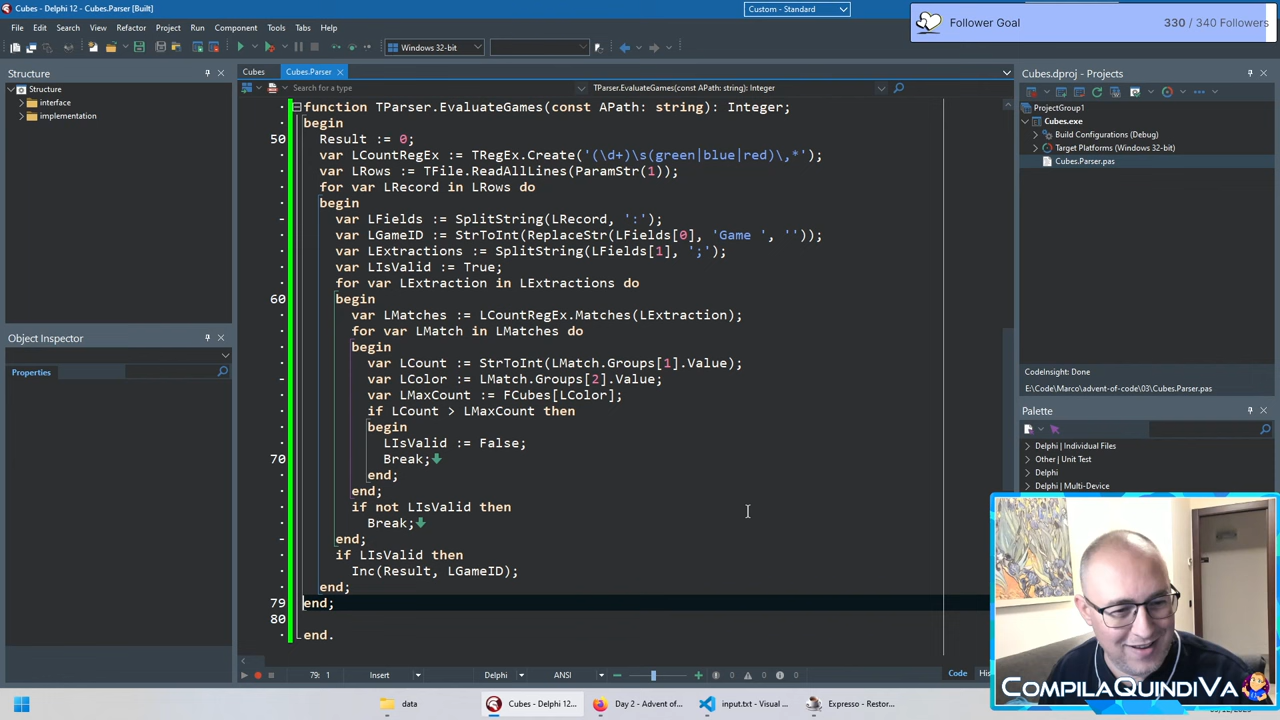 Cubes - Delphi 12 - Cubes.Parser [Built]
Custom - Standard
Follower Goal
330 / 340 Followers
File Edit Search View Refactor Project Run Component Tools Tabs Help
Windows 32-bit
Structure
Structure
interface
implementation
Object Inspector
Properties
Cubes
Cubes.Parser
Search for a type
TParser.EvaluateGames(const APath: string): Integer
function TParser.EvaluateGames(const APath: string): Integer;
begin
50 Result := 0;
var LCountRegEx := TRegEx.Create('(\d+)\s(green|blue|red)\,*');
var LRows := TFile.ReadAllLines(ParamStr(1));
for var LRecord in LRows do
begin
var LFields := SplitString(LRecord, ':');
var LGameID := StrToInt(ReplaceStr(LFields[0], 'Game ', ''));
var LExtractions := SplitString(LFields[1], ';');
var LIsValid := True;
for var LExtraction in LExtractions do
60 begin
var LMatches := LCountRegEx.Matches(LExtraction);
for var LMatch in LMatches do
begin
var LCount := StrToInt(LMatch.Groups[1].Value);
var LColor := LMatch.Groups[2].Value;
var LMaxCount := FCubes[LColor];
if LCount > LMaxCount then
begin
LIsValid := False;
70 Break;
end;
end;
if not LIsValid then
Break;
end;
if LIsValid then
Inc(Result, LGameID);
end;
79 end;
80
end.
79: 1
Insert
Delphi
ANSI
0
0
0
Code
His
Cubes.dproj - Projects
ProjectGroup1
Cubes.exe
Build Configurations (Debug)
Target Platforms (Windows 32-bit)
Cubes.Parser.pas
CodeInsight: Done
E:\Code\Marco\advent-of-code\03\Cubes.Parser.pas
Palette
Delphi | Individual Files
Other | Unit Test
Delphi
Delphi | Multi-Device
CompilaQuindiVa
data
Cubes - Delphi 12...
Day 2 - Advent of...
input.txt - Visual ...
Expresso - Restor...